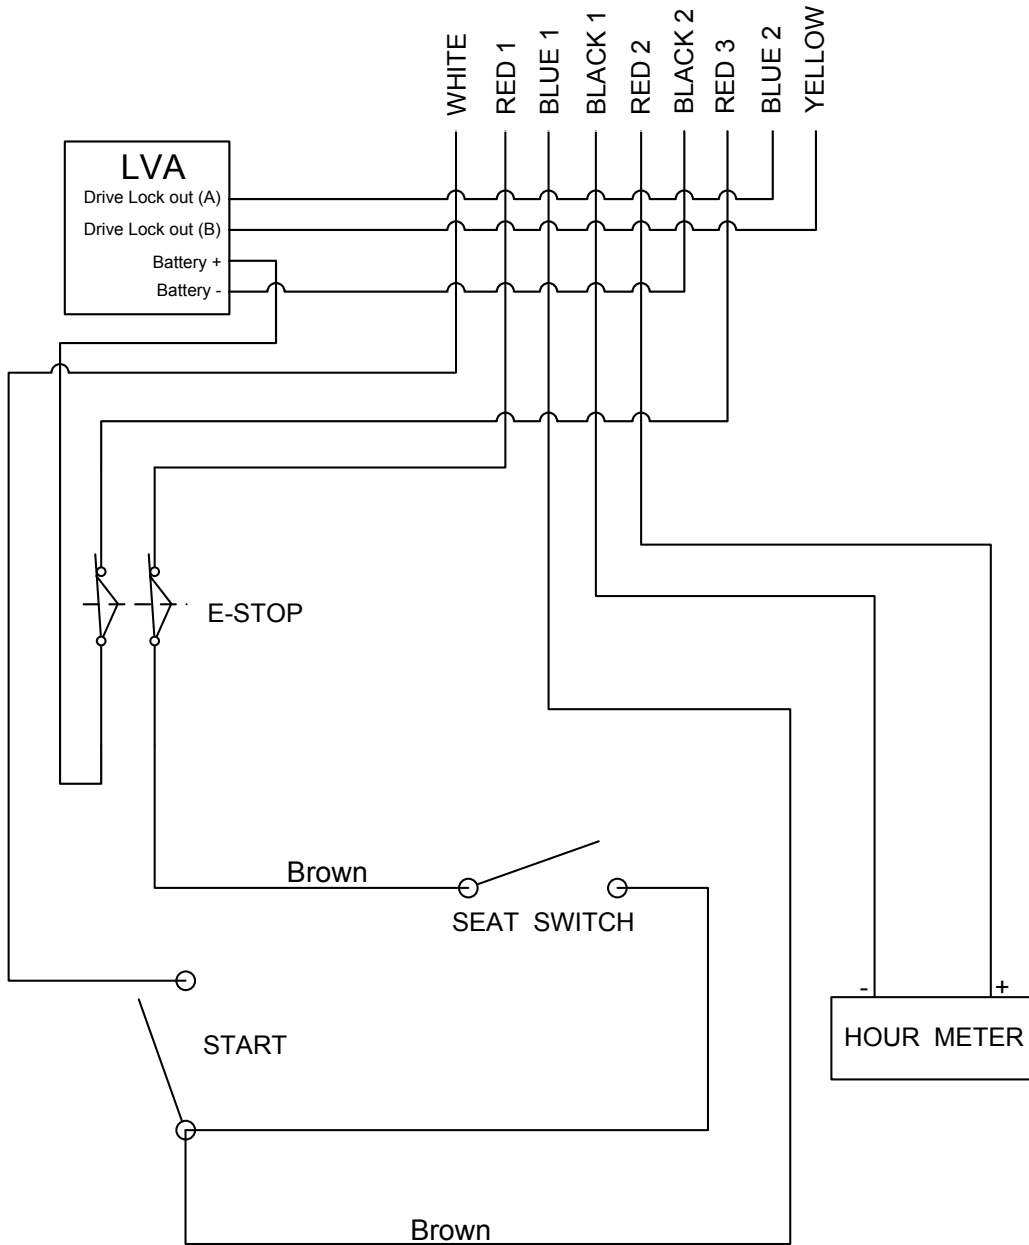 WHITE
RED 1
BLUE 1
BLACK 1
RED 2
BLACK 2
RED 3
BLUE 2
YELLOW
LVA
Drive Lock out (A)
Drive Lock out (B)
Battery +
Battery -
E-STOP
Brown
SEAT SWITCH
START
- +
HOUR METER
Brown